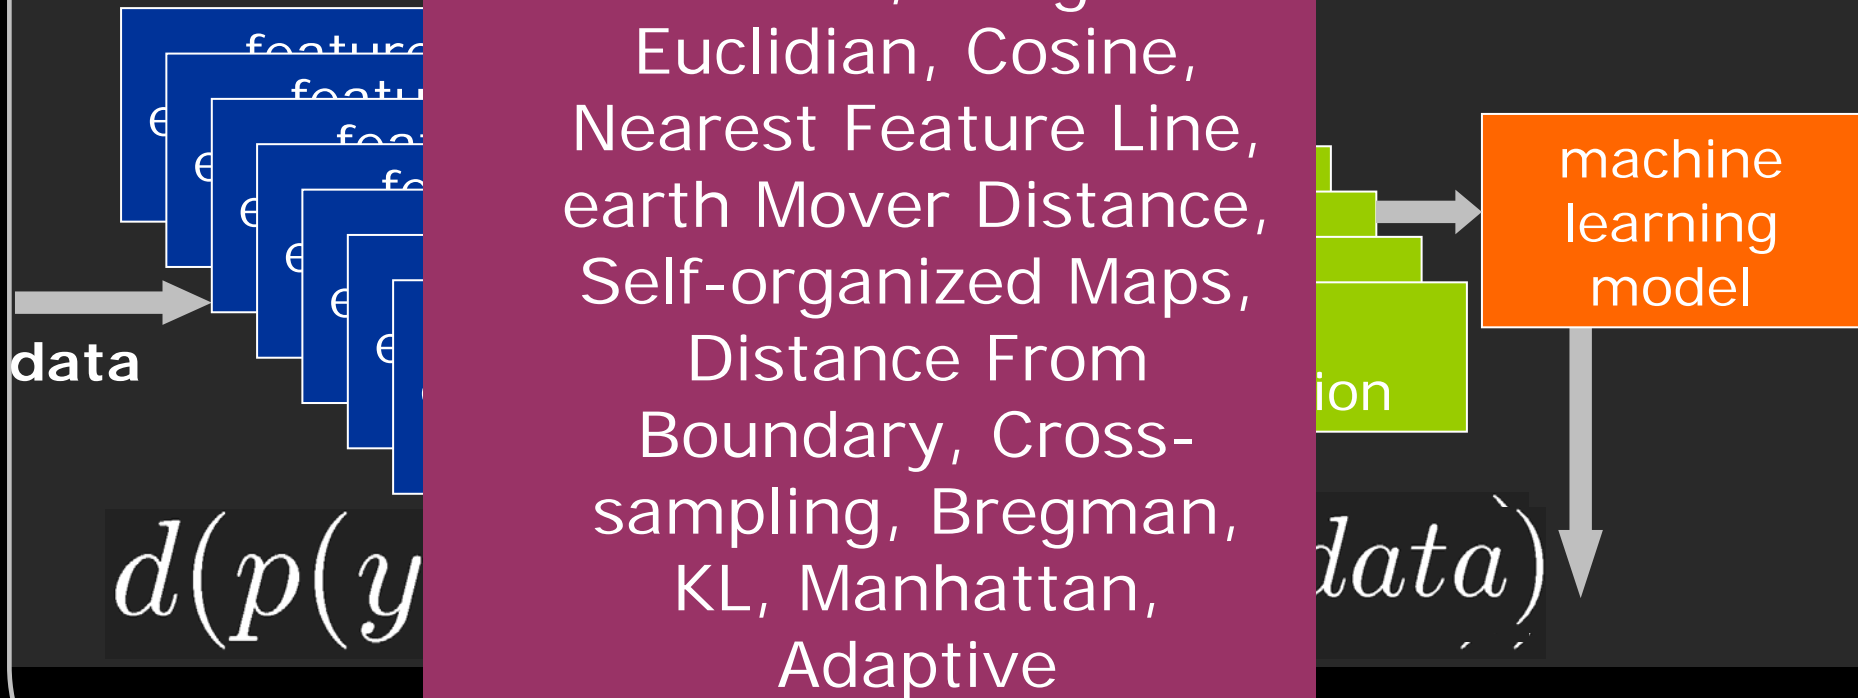 Euclidian, Cosine,
Nearest Feature Line,
earth Mover Distance,
Self-organized Maps,
Distance From
Boundary, Cross-
sampling, Bregman,
KL, Manhattan,
Adaptive
machine
learning
model
data
d(p(y
data)